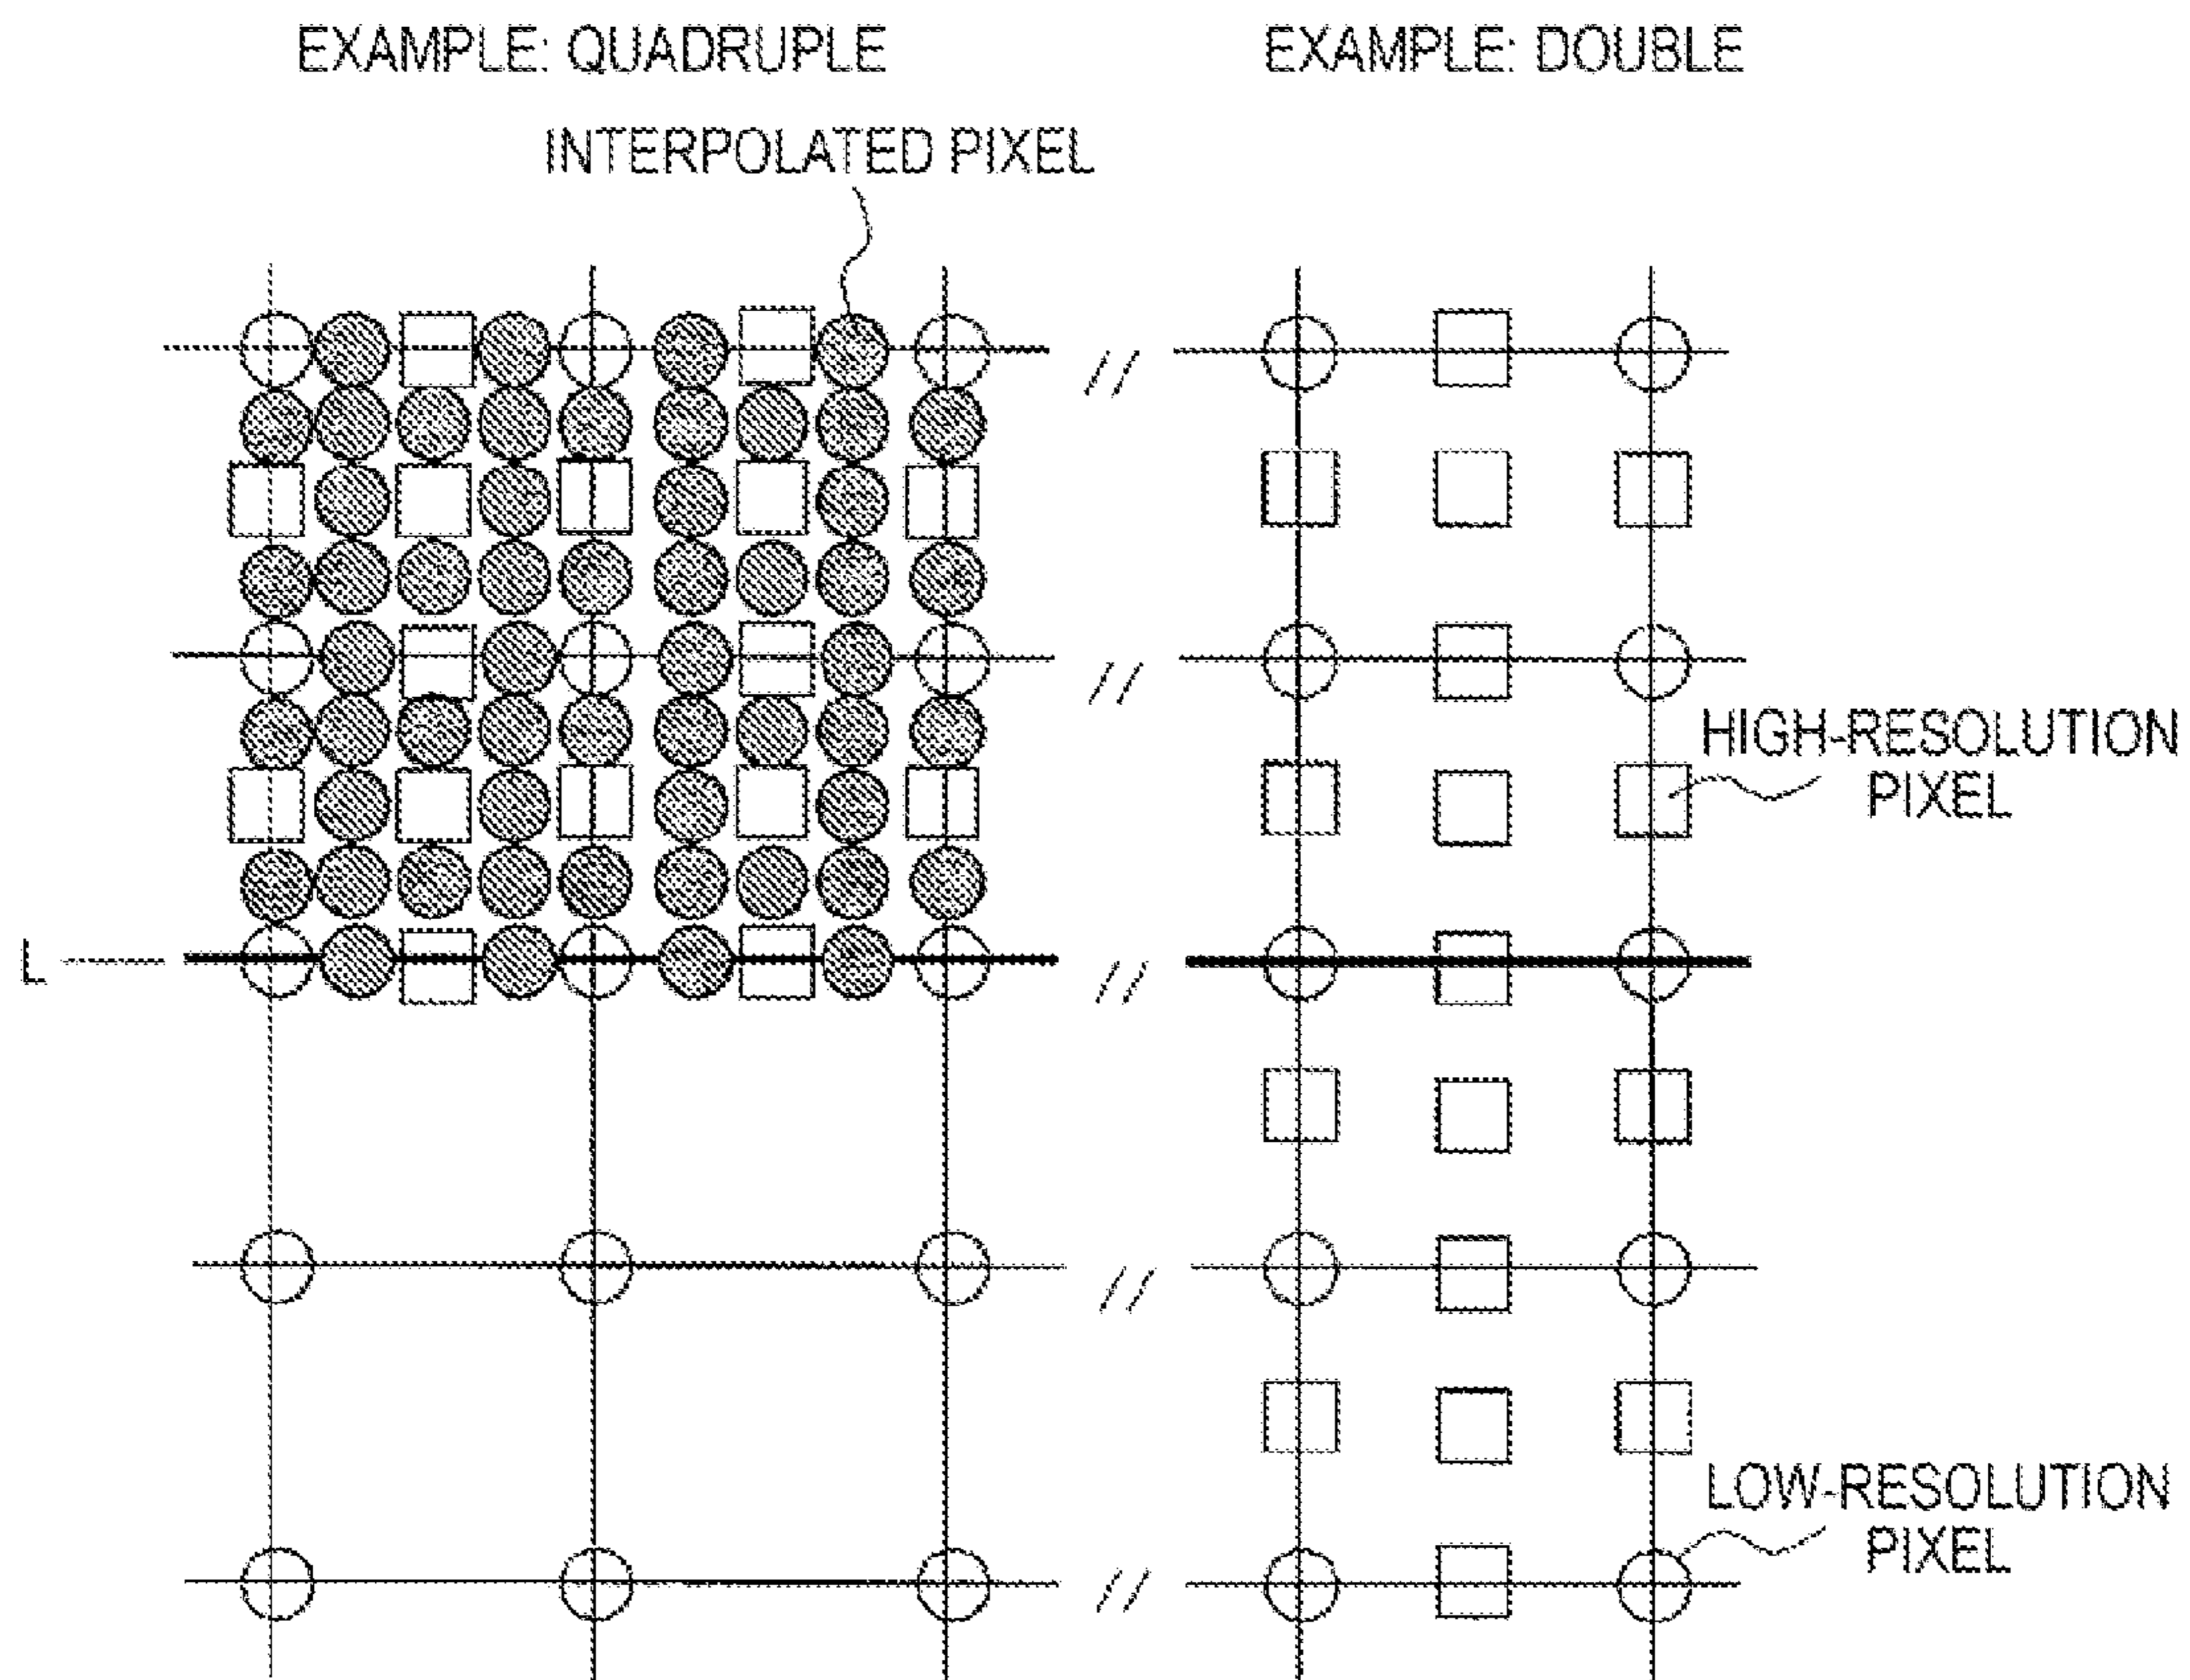 EXAMPLE: QUADRUPLE
EXAMPLE: DOUBLE
INTERPOLATED PIXEL
HIGH-RESOLUTION
PIXEL
L
LOW-RESOLUTION
PIXEL